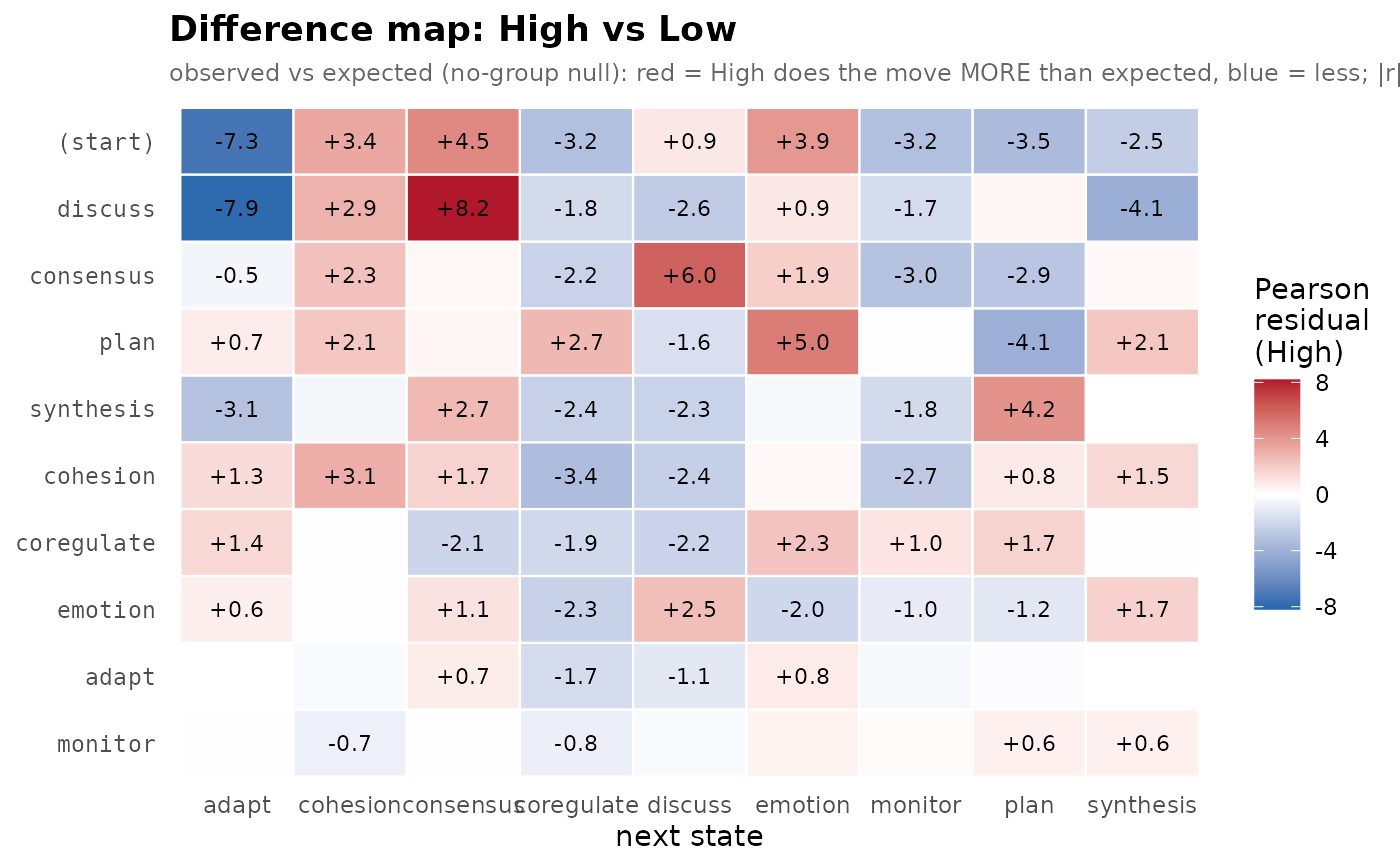 Difference map: High vs Low
observed vs expected (no-group null): red = High does the move MORE than expected, blue = less; |r|
(start) -7.3 +3.4 +4.5 -3.2 +0.9 +3.9 -3.2 -3.5 -2.5
discuss -7.9 +2.9 +8.2 -1.8 -2.6 +0.9 -1.7 -4.1
consensus -0.5 +2.3 -2.2 +6.0 +1.9 -3.0 -2.9
plan +0.7 +2.1 +2.7 -1.6 +5.0 -4.1 +2.1
synthesis -3.1 +2.7 -2.4 -2.3 -1.8 +4.2
cohesion +1.3 +3.1 +1.7 -3.4 -2.4 -2.7 +0.8 +1.5
coregulate +1.4 -2.1 -1.9 -2.2 +2.3 +1.0 +1.7
emotion +0.6 +1.1 -2.3 +2.5 -2.0 -1.0 -1.2 +1.7
adapt +0.7 -1.7 -1.1 +0.8
monitor -0.7 -0.8 +0.6 +0.6
adapt cohesion consensus coregulate discuss emotion monitor plan synthesis
next state
Pearson
residual
(High)
8
4
0
-4
-8